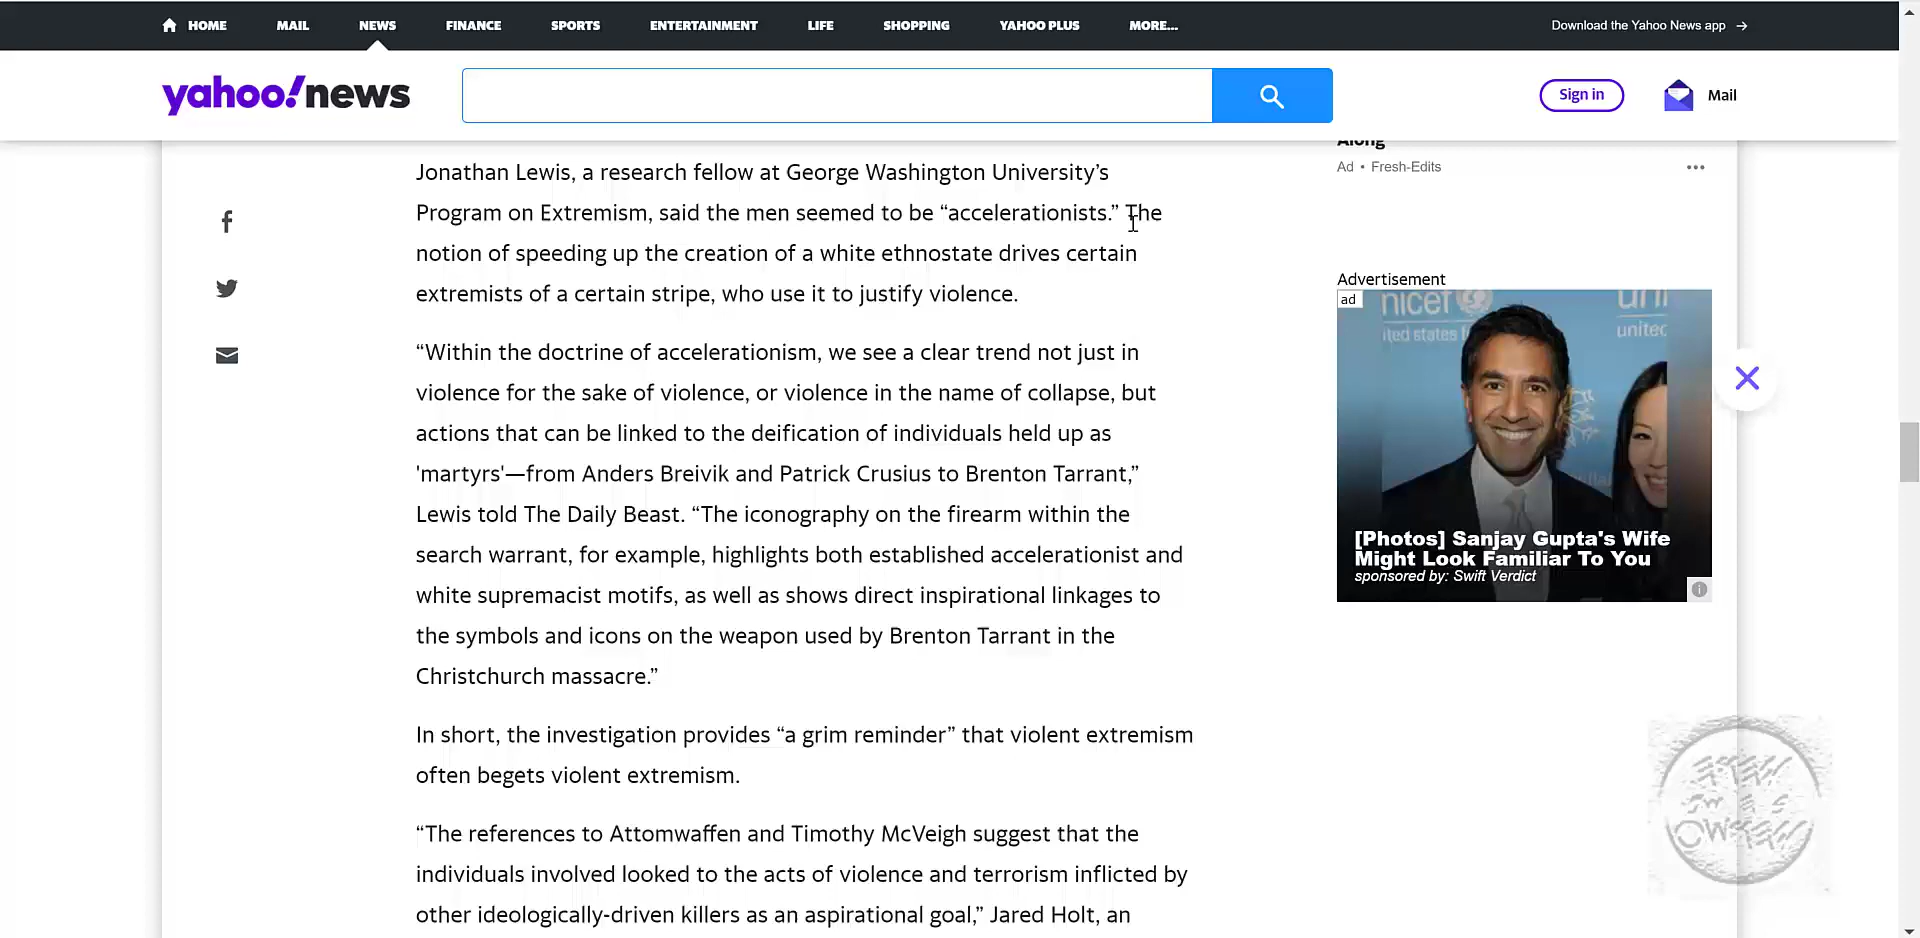 HOME MAIL NEWS FINANCE SPORTS ENTERTAINMENT LIFE SHOPPING YAHOO PLUS MORE... Download the Yahoo News app →
yahoo!news
Sign in
Mail
Along
Ad • Fresh-Edits
Jonathan Lewis, a research fellow at George Washington University’s
Program on Extremism, said the men seemed to be “accelerationists.” The
notion of speeding up the creation of a white ethnostate drives certain
extremists of a certain stripe, who use it to justify violence.
“Within the doctrine of accelerationism, we see a clear trend not just in
violence for the sake of violence, or violence in the name of collapse, but
actions that can be linked to the deification of individuals held up as
'martyrs'—from Anders Breivik and Patrick Crusius to Brenton Tarrant,”
Lewis told The Daily Beast. “The iconography on the firearm within the
search warrant, for example, highlights both established accelerationist and
white supremacist motifs, as well as shows direct inspirational linkages to
the symbols and icons on the weapon used by Brenton Tarrant in the
Christchurch massacre.”
In short, the investigation provides “a grim reminder” that violent extremism
often begets violent extremism.
“The references to Attomwaffen and Timothy McVeigh suggest that the
individuals involved looked to the acts of violence and terrorism inflicted by
other ideologically-driven killers as an aspirational goal,” Jared Holt, an
Advertisement
ad
nicef
ited states f
uni
unitec
[Photos] Sanjay Gupta's Wife
Might Look Familiar To You
sponsored by: Swift Verdict